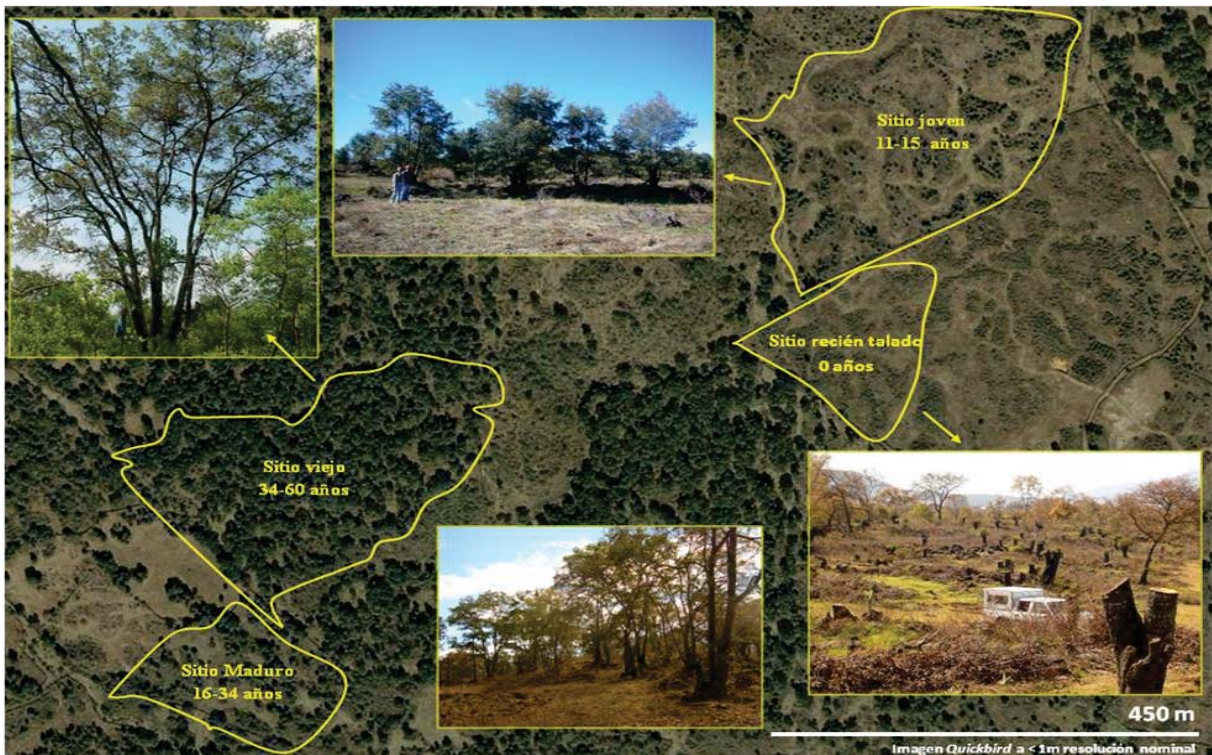 Sitio joven
11-15 años
Sitio recién talado
0 años
Sitio viejo
34-60 años
Sitio Maduro
16-34 años
450 m
Imagen Quickbird a <1m resolución nominal